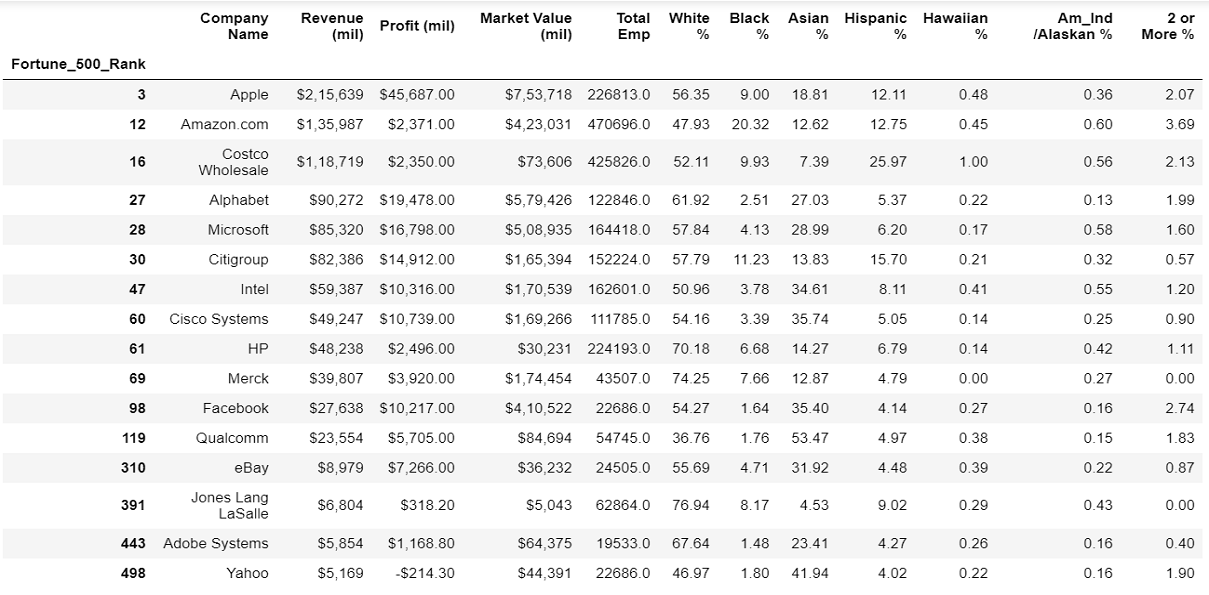 Company Name Revenue (mil) Profit (mil) Market Value (mil) Total Emp White % Black % Asian % Hispanic % Hawaiian % Am_Ind /Alaskan % 2 or More %
Fortune_500_Rank
3 Apple $2,15,639 $45,687.00 $7,53,718 226813.0 56.35 9.00 18.81 12.11 0.48 0.36 2.07
12 Amazon.com $1,35,987 $2,371.00 $4,23,031 470696.0 47.93 20.32 12.62 12.75 0.45 0.60 3.69
16 Costco Wholesale $1,18,719 $2,350.00 $73,606 425826.0 52.11 9.93 7.39 25.97 1.00 0.56 2.13
27 Alphabet $90,272 $19,478.00 $5,79,426 122846.0 61.92 2.51 27.03 5.37 0.22 0.13 1.99
28 Microsoft $85,320 $16,798.00 $5,08,935 164418.0 57.84 4.13 28.99 6.20 0.17 0.58 1.60
30 Citigroup $82,386 $14,912.00 $1,65,394 152224.0 57.79 11.23 13.83 15.70 0.21 0.32 0.57
47 Intel $59,387 $10,316.00 $1,70,539 162601.0 50.96 3.78 34.61 8.11 0.41 0.55 1.20
60 Cisco Systems $49,247 $10,739.00 $1,69,266 111785.0 54.16 3.39 35.74 5.05 0.14 0.25 0.90
61 HP $48,238 $2,496.00 $30,231 224193.0 70.18 6.68 14.27 6.79 0.14 0.42 1.11
69 Merck $39,807 $3,920.00 $1,74,454 43507.0 74.25 7.66 12.87 4.79 0.00 0.27 0.00
98 Facebook $27,638 $10,217.00 $4,10,522 22686.0 54.27 1.64 35.40 4.14 0.27 0.16 2.74
119 Qualcomm $23,554 $5,705.00 $84,694 54745.0 36.76 1.76 53.47 4.97 0.38 0.15 1.83
310 eBay $8,979 $7,266.00 $36,232 24505.0 55.69 4.71 31.92 4.48 0.39 0.22 0.87
391 Jones Lang LaSalle $6,804 $318.20 $5,043 62864.0 76.94 8.17 4.53 9.02 0.29 0.43 0.00
443 Adobe Systems $5,854 $1,168.80 $64,375 19533.0 67.64 1.48 23.41 4.27 0.26 0.16 0.40
498 Yahoo $5,169 -$214.30 $44,391 22686.0 46.97 1.80 41.94 4.02 0.22 0.16 1.90